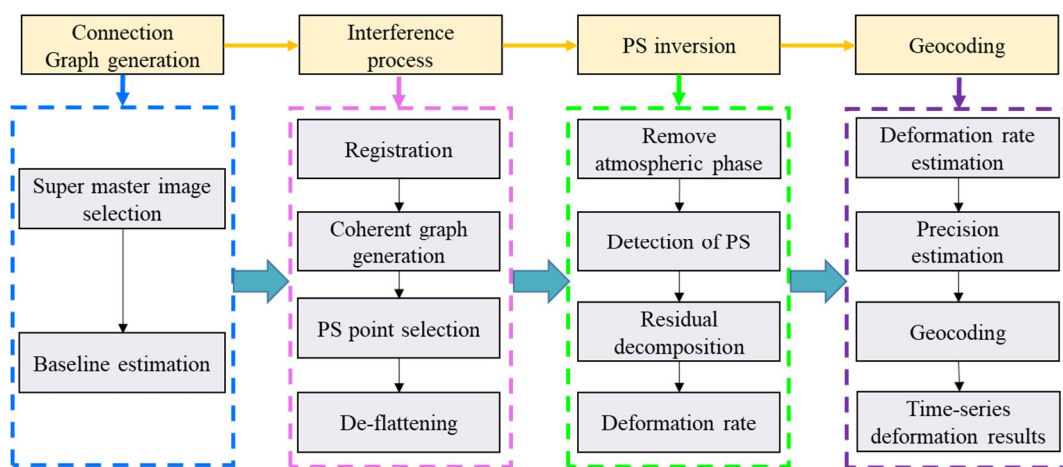 Connection
Graph generation
Interference
process
PS inversion
Geocoding
Super master image
selection
Baseline estimation
Registration
Coherent graph
generation
PS point selection
De-flattening
Remove
atmospheric phase
Detection of PS
Residual
decomposition
Deformation rate
Deformation rate
estimation
Precision
estimation
Geocoding
Time-series
deformation results